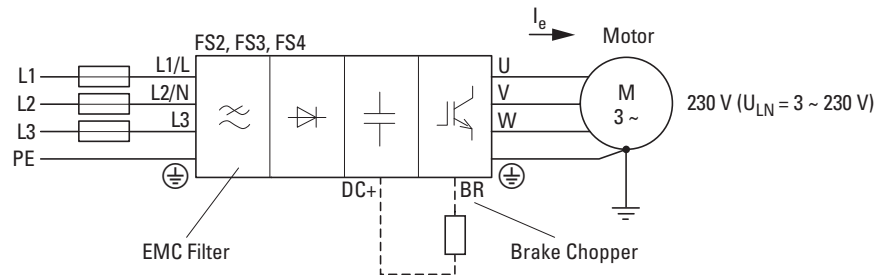 I_e
FS2, FS3, FS4
Motor
L1
L1/L
U
L2
L2/N
V
M
3 ~
230 V (U_LN = 3 ~ 230 V)
L3
L3
W
PE
DC+
BR
EMC Filter
Brake Chopper